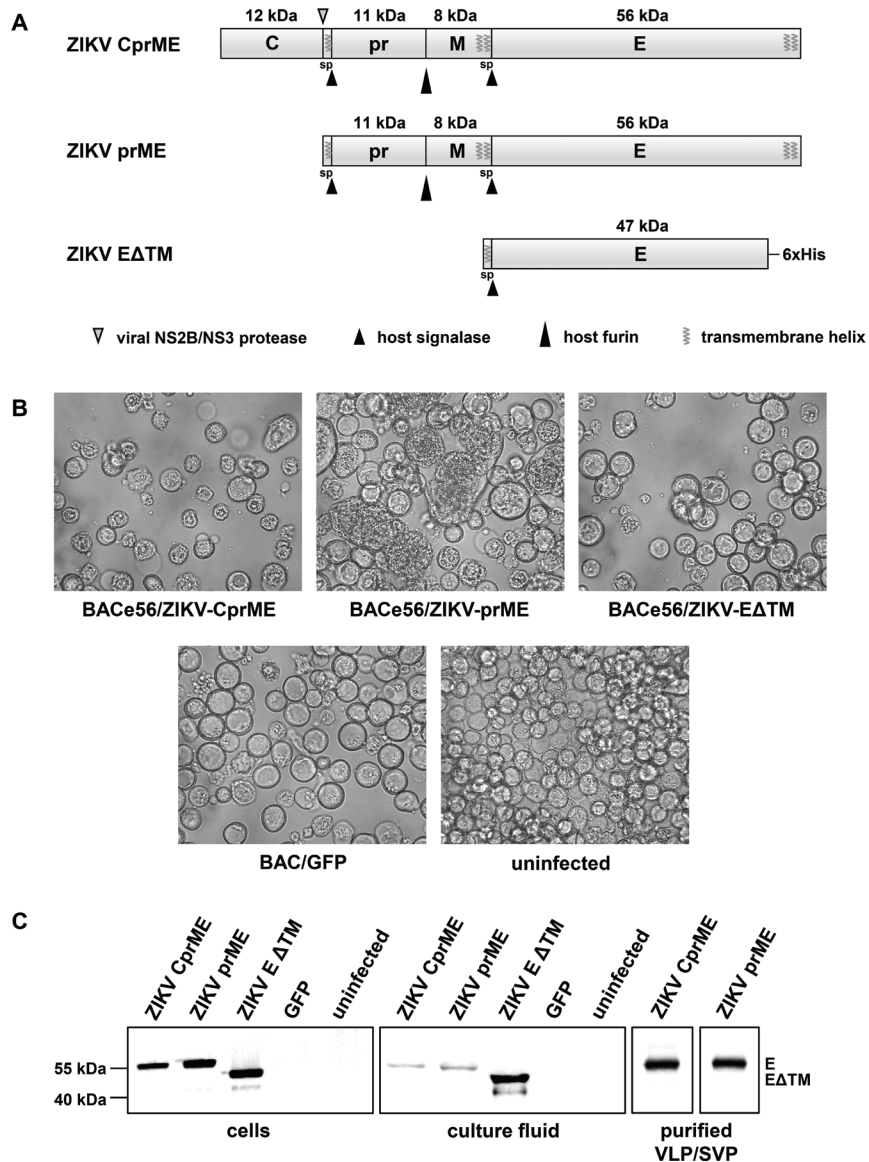 A
12 kDa 11 kDa 8 kDa 56 kDa
ZIKV CprME C pr M E
sp sp
11 kDa 8 kDa 56 kDa
ZIKV prME pr M E
sp sp
47 kDa
ZIKV EΔTM E 6xHis
sp
viral NS2B/NS3 protease host signalase host furin transmembrane helix
B
BACe56/ZIKV-CprME BACe56/ZIKV-prME BACe56/ZIKV-EΔTM
BAC/GFP uninfected
C
ZIKV CprME ZIKV prME ZIKV E ΔTM GFP uninfected ZIKV CprME ZIKV prME ZIKV E ΔTM GFP uninfected ZIKV CprME ZIKV prME
55 kDa E
EΔTM
40 kDa
cells culture fluid purified
VLP/SVP